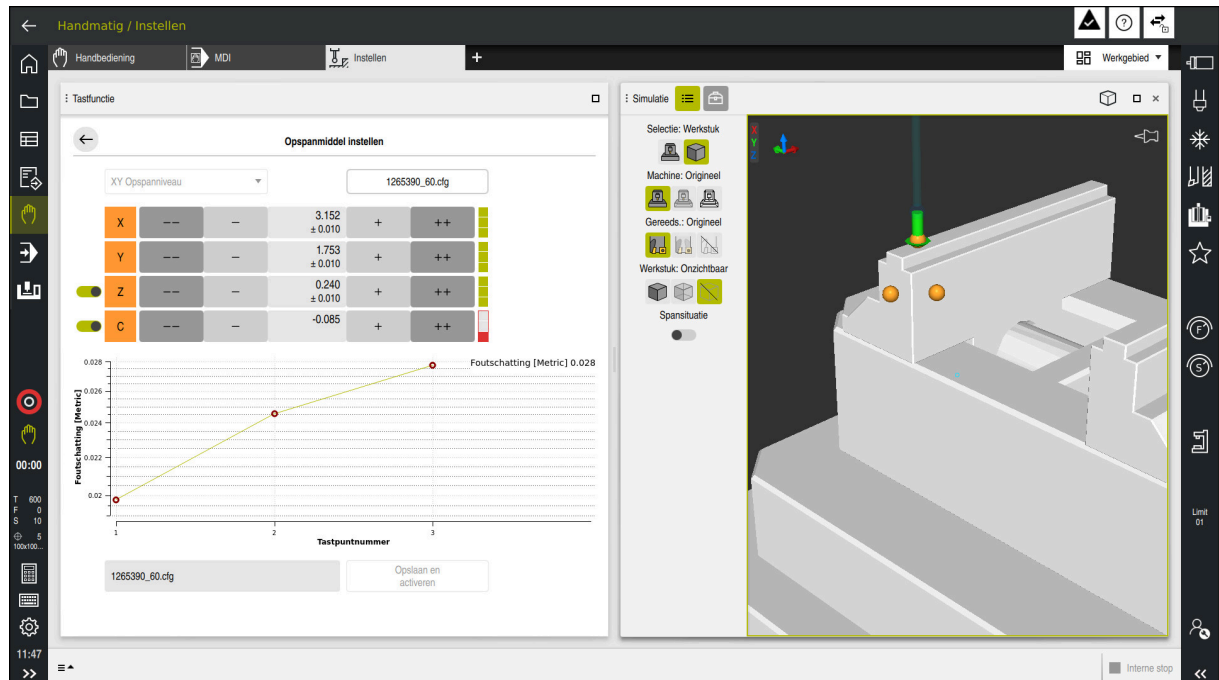 Handmatig / Instellen
Handbediening
MDI
Instellen
+
Werkgebied
Tastfunctie
Opspanmiddel instellen
XY Opspanniveau
1265390_60.cfg
X
−−
−
3.152
± 0.010
+
++
Y
−−
−
1.753
± 0.010
+
++
Z
−−
−
0.240
± 0.010
+
++
C
−−
−
-0.085
+
++
Foutschatting [Metric] 0.028
0.028
0.026
0.024
0.022
0.02
Foutschatting [Metric]
1
2
3
Tastpuntnummer
1265390_60.cfg
Opslaan en
activeren
Simulatie
Selectie: Werkstuk
Machine: Origineel
Gereeds.: Origineel
Werkstuk: Onzichtbaar
Spansituatie
X
Y
Z
00:00
T 600
F 0
S 10
5
100x100...
11:47
F
S
Limit
01
Interne stop